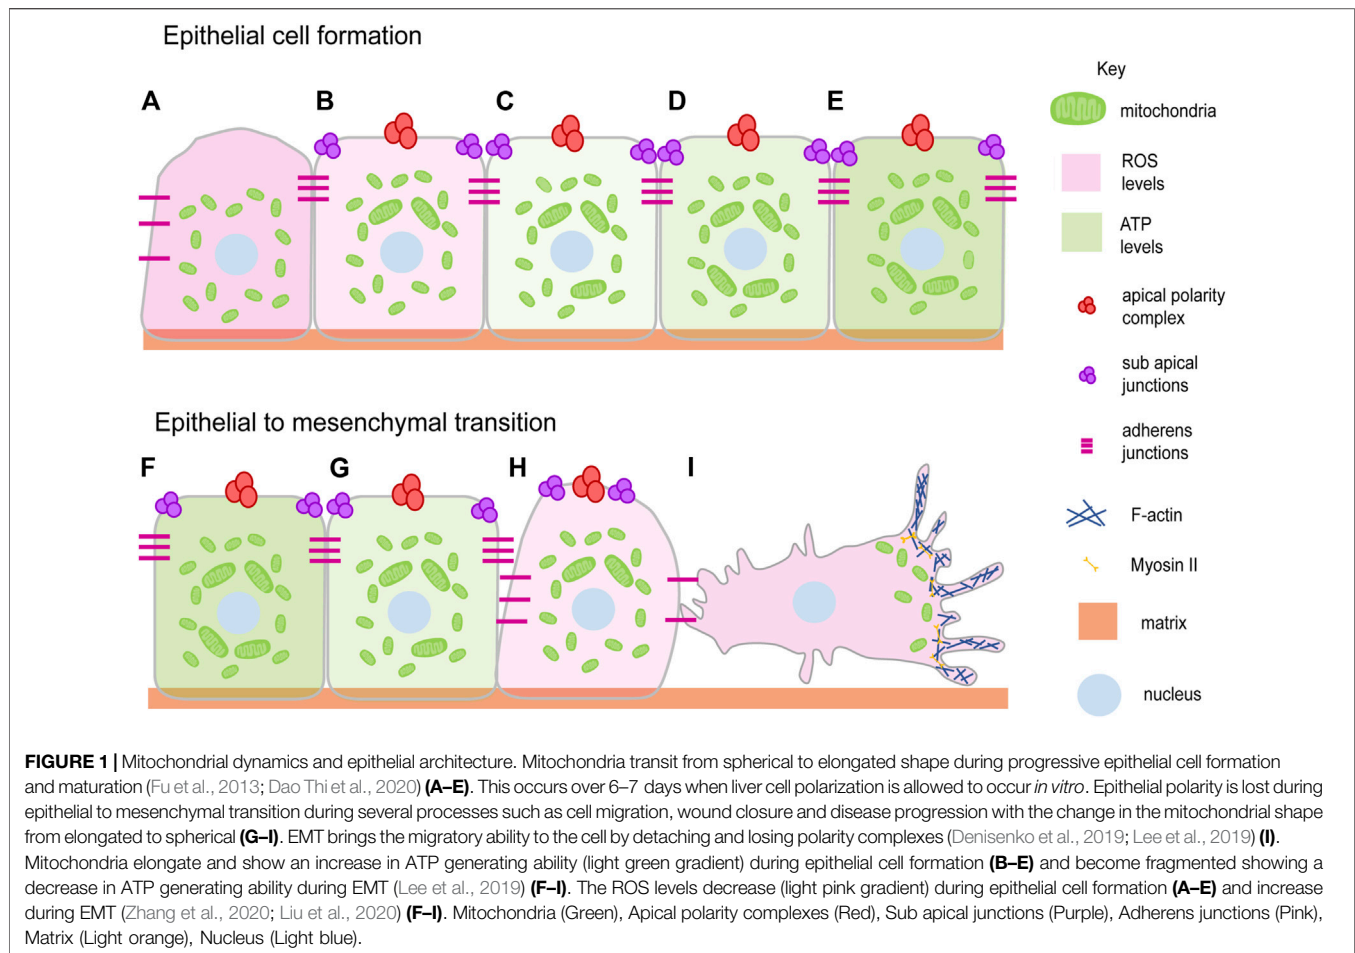 Epithelial cell formation
A
B
C
D
E
Key
mitochondria
ROS
levels
ATP
levels
apical polarity
complex
sub apical
junctions
adherens
junctions
F-actin
Myosin II
matrix
nucleus
Epithelial to mesenchymal transition
F
G
H
I
FIGURE 1 | Mitochondrial dynamics and epithelial architecture. Mitochondria transit from spherical to elongated shape during progressive epithelial cell formation
and maturation (Fu et al., 2013; Dao Thi et al., 2020) (A–E). This occurs over 6–7 days when liver cell polarization is allowed to occur in vitro. Epithelial polarity is lost during
epithelial to mesenchymal transition during several processes such as cell migration, wound closure and disease progression with the change in the mitochondrial shape
from elongated to spherical (G–I). EMT brings the migratory ability to the cell by detaching and losing polarity complexes (Denisenko et al., 2019; Lee et al., 2019) (I).
Mitochondria elongate and show an increase in ATP generating ability (light green gradient) during epithelial cell formation (B–E) and become fragmented showing a
decrease in ATP generating ability during EMT (Lee et al., 2019) (F–I). The ROS levels decrease (light pink gradient) during epithelial cell formation (A–E) and increase
during EMT (Zhang et al., 2020; Liu et al., 2020) (F–I). Mitochondria (Green), Apical polarity complexes (Red), Sub apical junctions (Purple), Adherens junctions (Pink),
Matrix (Light orange), Nucleus (Light blue).